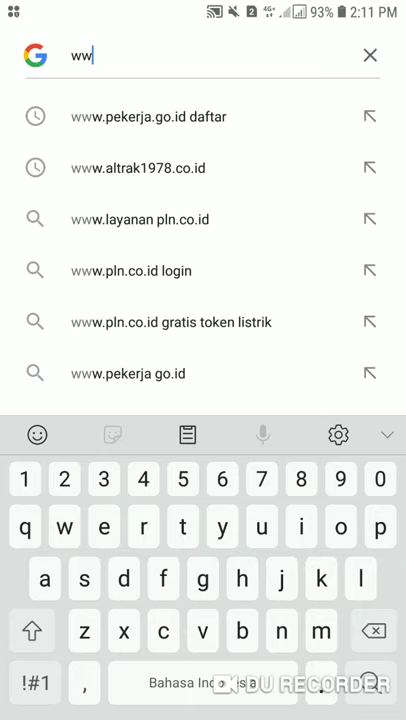 4G+ 93% 2:11 PM
ww
www.pekerja.go.id daftar
www.altrak1978.co.id
www.layanan pln.co.id
www.pln.co.id login
www.pln.co.id gratis token listrik
www.pekerja go.id
1 2 3 4 5 6 7 8 9 0
q w e r t y u i o p
a s d f g h j k l
z x c v b n m
!#1 , Bahasa Indonesia .
DU RECORDER